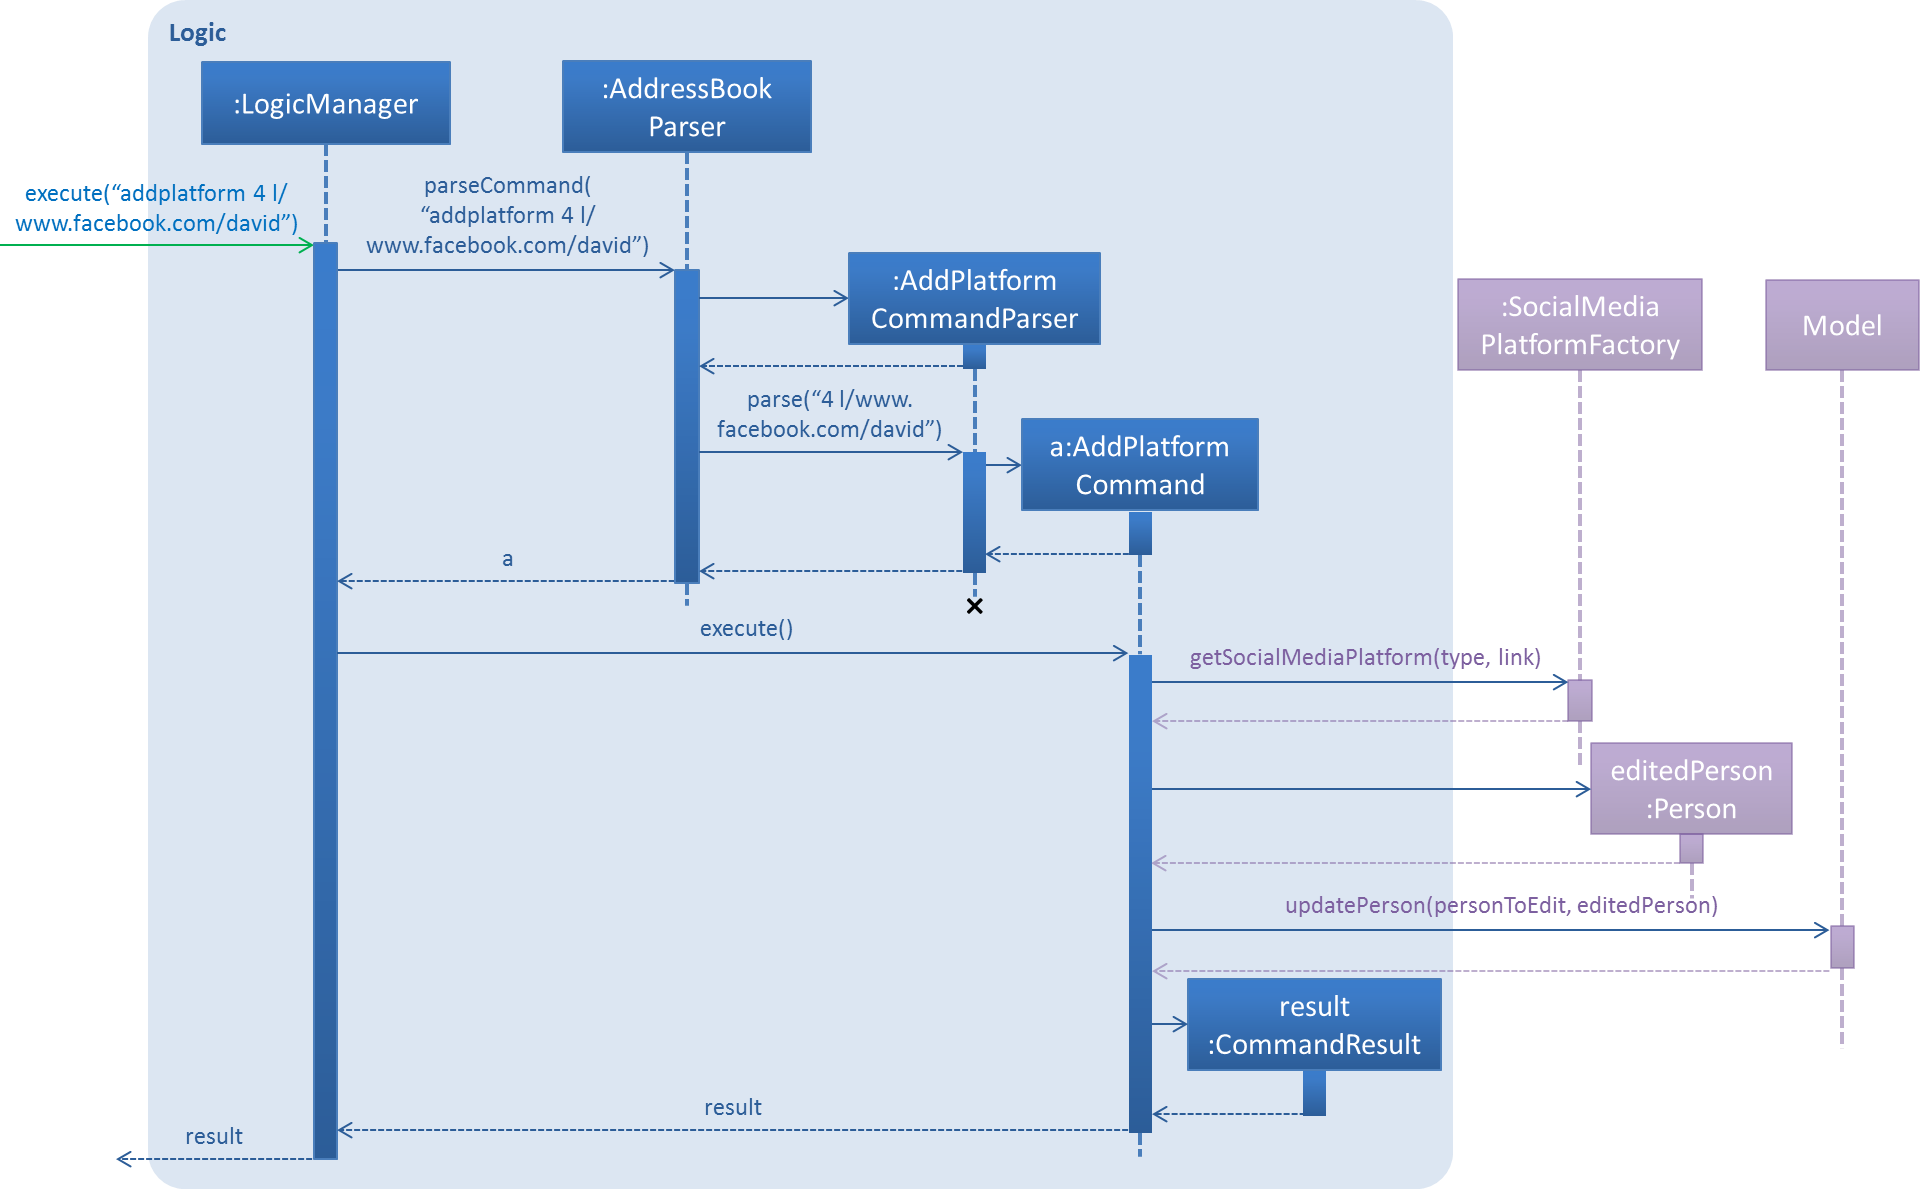 Logic
:LogicManager
:AddressBook
Parser
execute(“addplatform 4 l/
www.facebook.com/david”)
parseCommand(
“addplatform 4 l/
www.facebook.com/david”)
:AddPlatform
CommandParser
:SocialMedia
PlatformFactory
Model
parse(“4 l/www.
facebook.com/david”)
a:AddPlatform
Command
a
execute()
getSocialMediaPlatform(type, link)
editedPerson
:Person
updatePerson(personToEdit, editedPerson)
result
:CommandResult
result
result